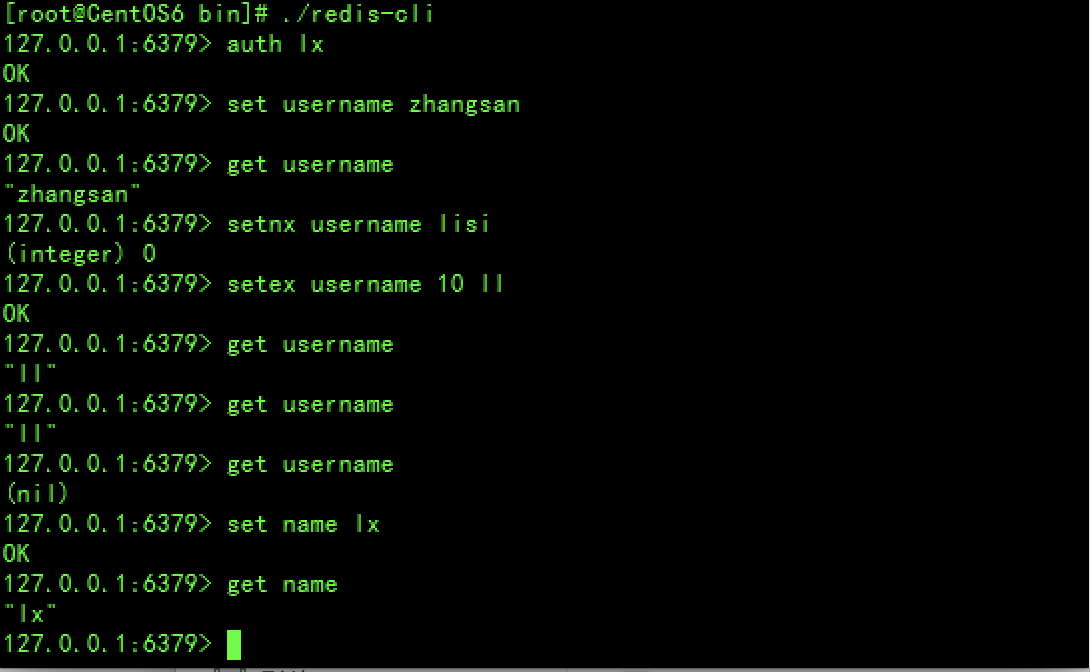 [root@CentOS6 bin]# ./redis-cli
127.0.0.1:6379> auth lx
OK
127.0.0.1:6379> set username zhangsan
OK
127.0.0.1:6379> get username
"zhangsan"
127.0.0.1:6379> setnx username lisi
(integer) 0
127.0.0.1:6379> setex username 10 ll
OK
127.0.0.1:6379> get username
"ll"
127.0.0.1:6379> get username
"ll"
127.0.0.1:6379> get username
(nil)
127.0.0.1:6379> set name lx
OK
127.0.0.1:6379> get name
"lx"
127.0.0.1:6379>